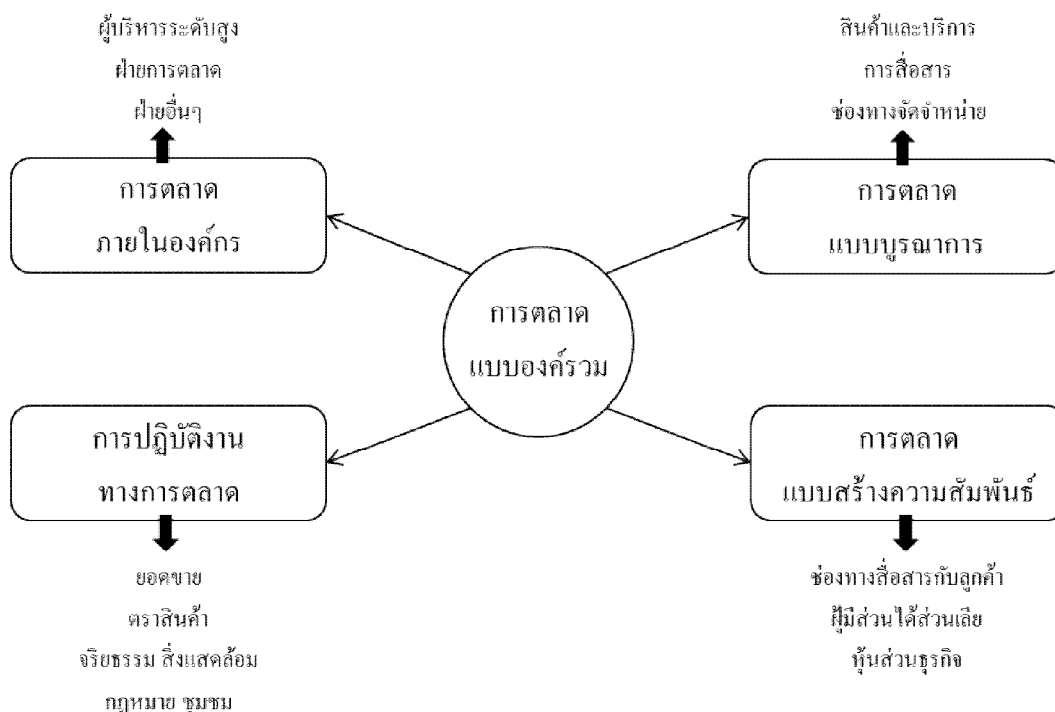 ผู้บริหารระดับสูง
ฝ่ายการตลาด
ฝ่ายอื่นๆ
การตลาด
ภายในองค์กร
สินค้าและบริการ
การสื่อสาร
ช่องทางจัดจำหน่าย
การตลาด
แบบบูรณาการ
การตลาด
แบบองค์รวม
การปฏิบัติงาน
ทางการตลาด
ยอดขาย
ตราสินค้า
จริยธรรม สิ่งแสดล้อม
กฎหมาย ชุมชม
การตลาด
แบบสร้างความสัมพันธ์
ช่องทางสื่อสารกับลูกค้า
ผู้มีส่วนได้ส่วนเสีย
หุ้นส่วนธุรกิจ